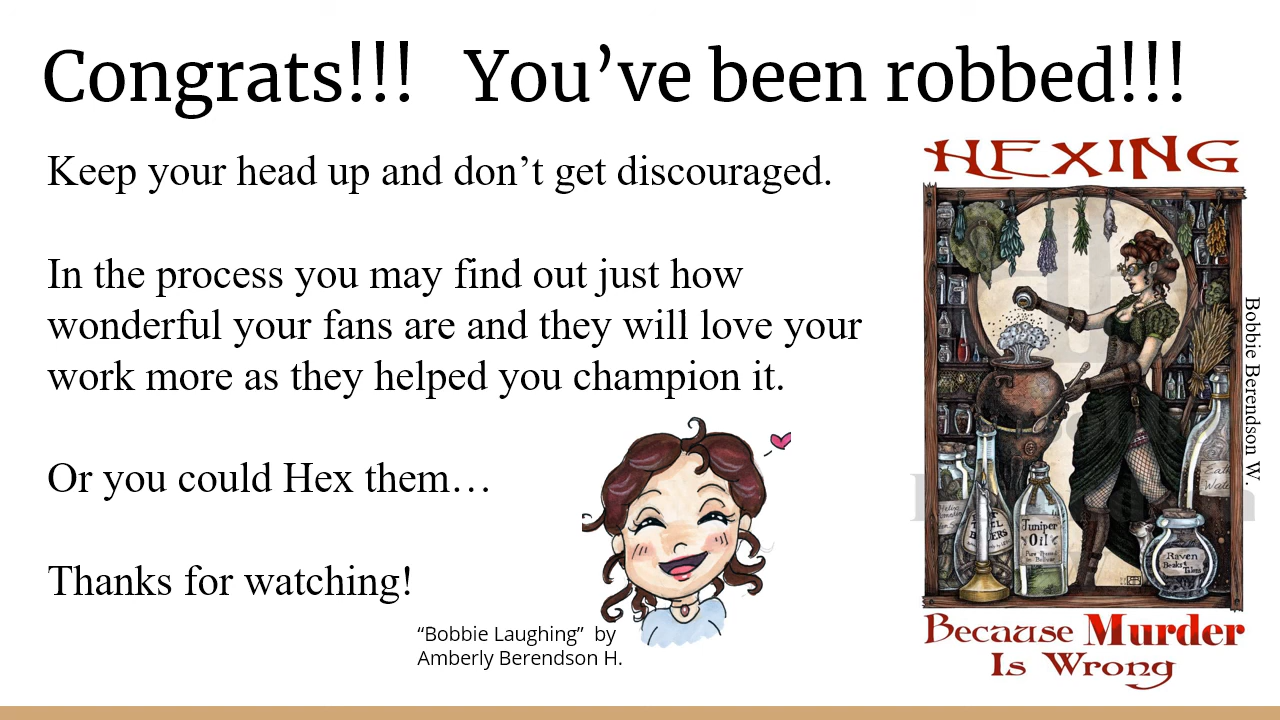 Congrats!!! You’ve been robbed!!!
Keep your head up and don’t get discouraged.
In the process you may find out just how
wonderful your fans are and they will love your
work more as they helped you champion it.
Or you could Hex them…
Thanks for watching!
“Bobbie Laughing” by
Amberly Berendson H.
HEXING
Juniper
Oil
Raven
Beaks &
Talons
Because Murder
Is Wrong
Bobbie Berendson W.